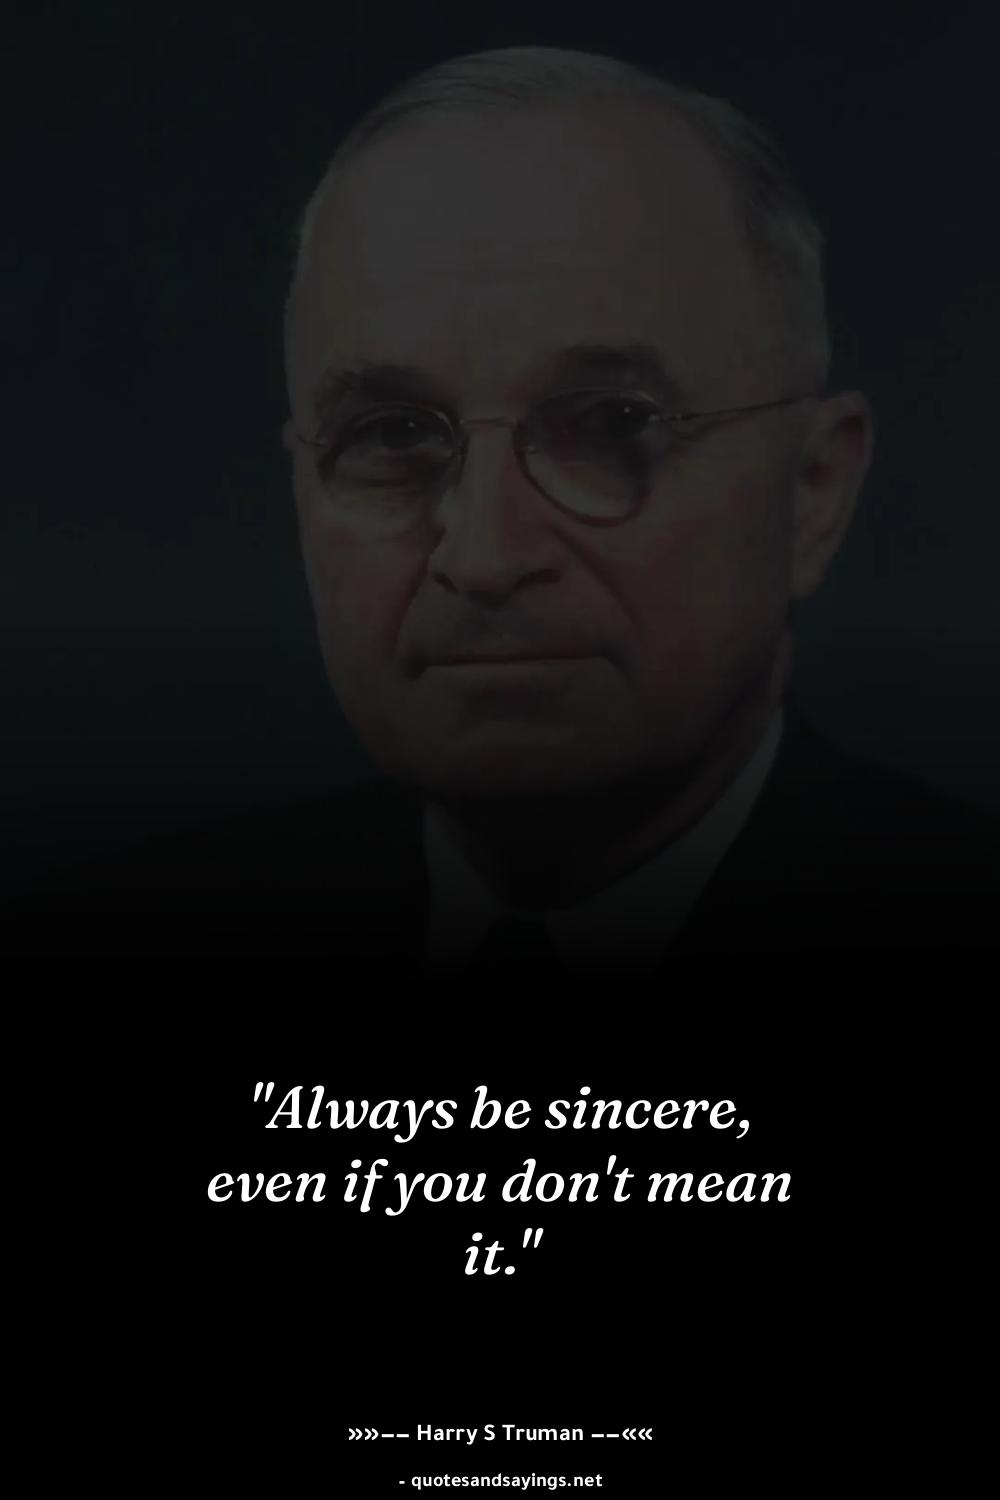 "Always be sincere,
even if you don't mean
it."
»»-- Harry S Truman --««
- quotesandsayings.net